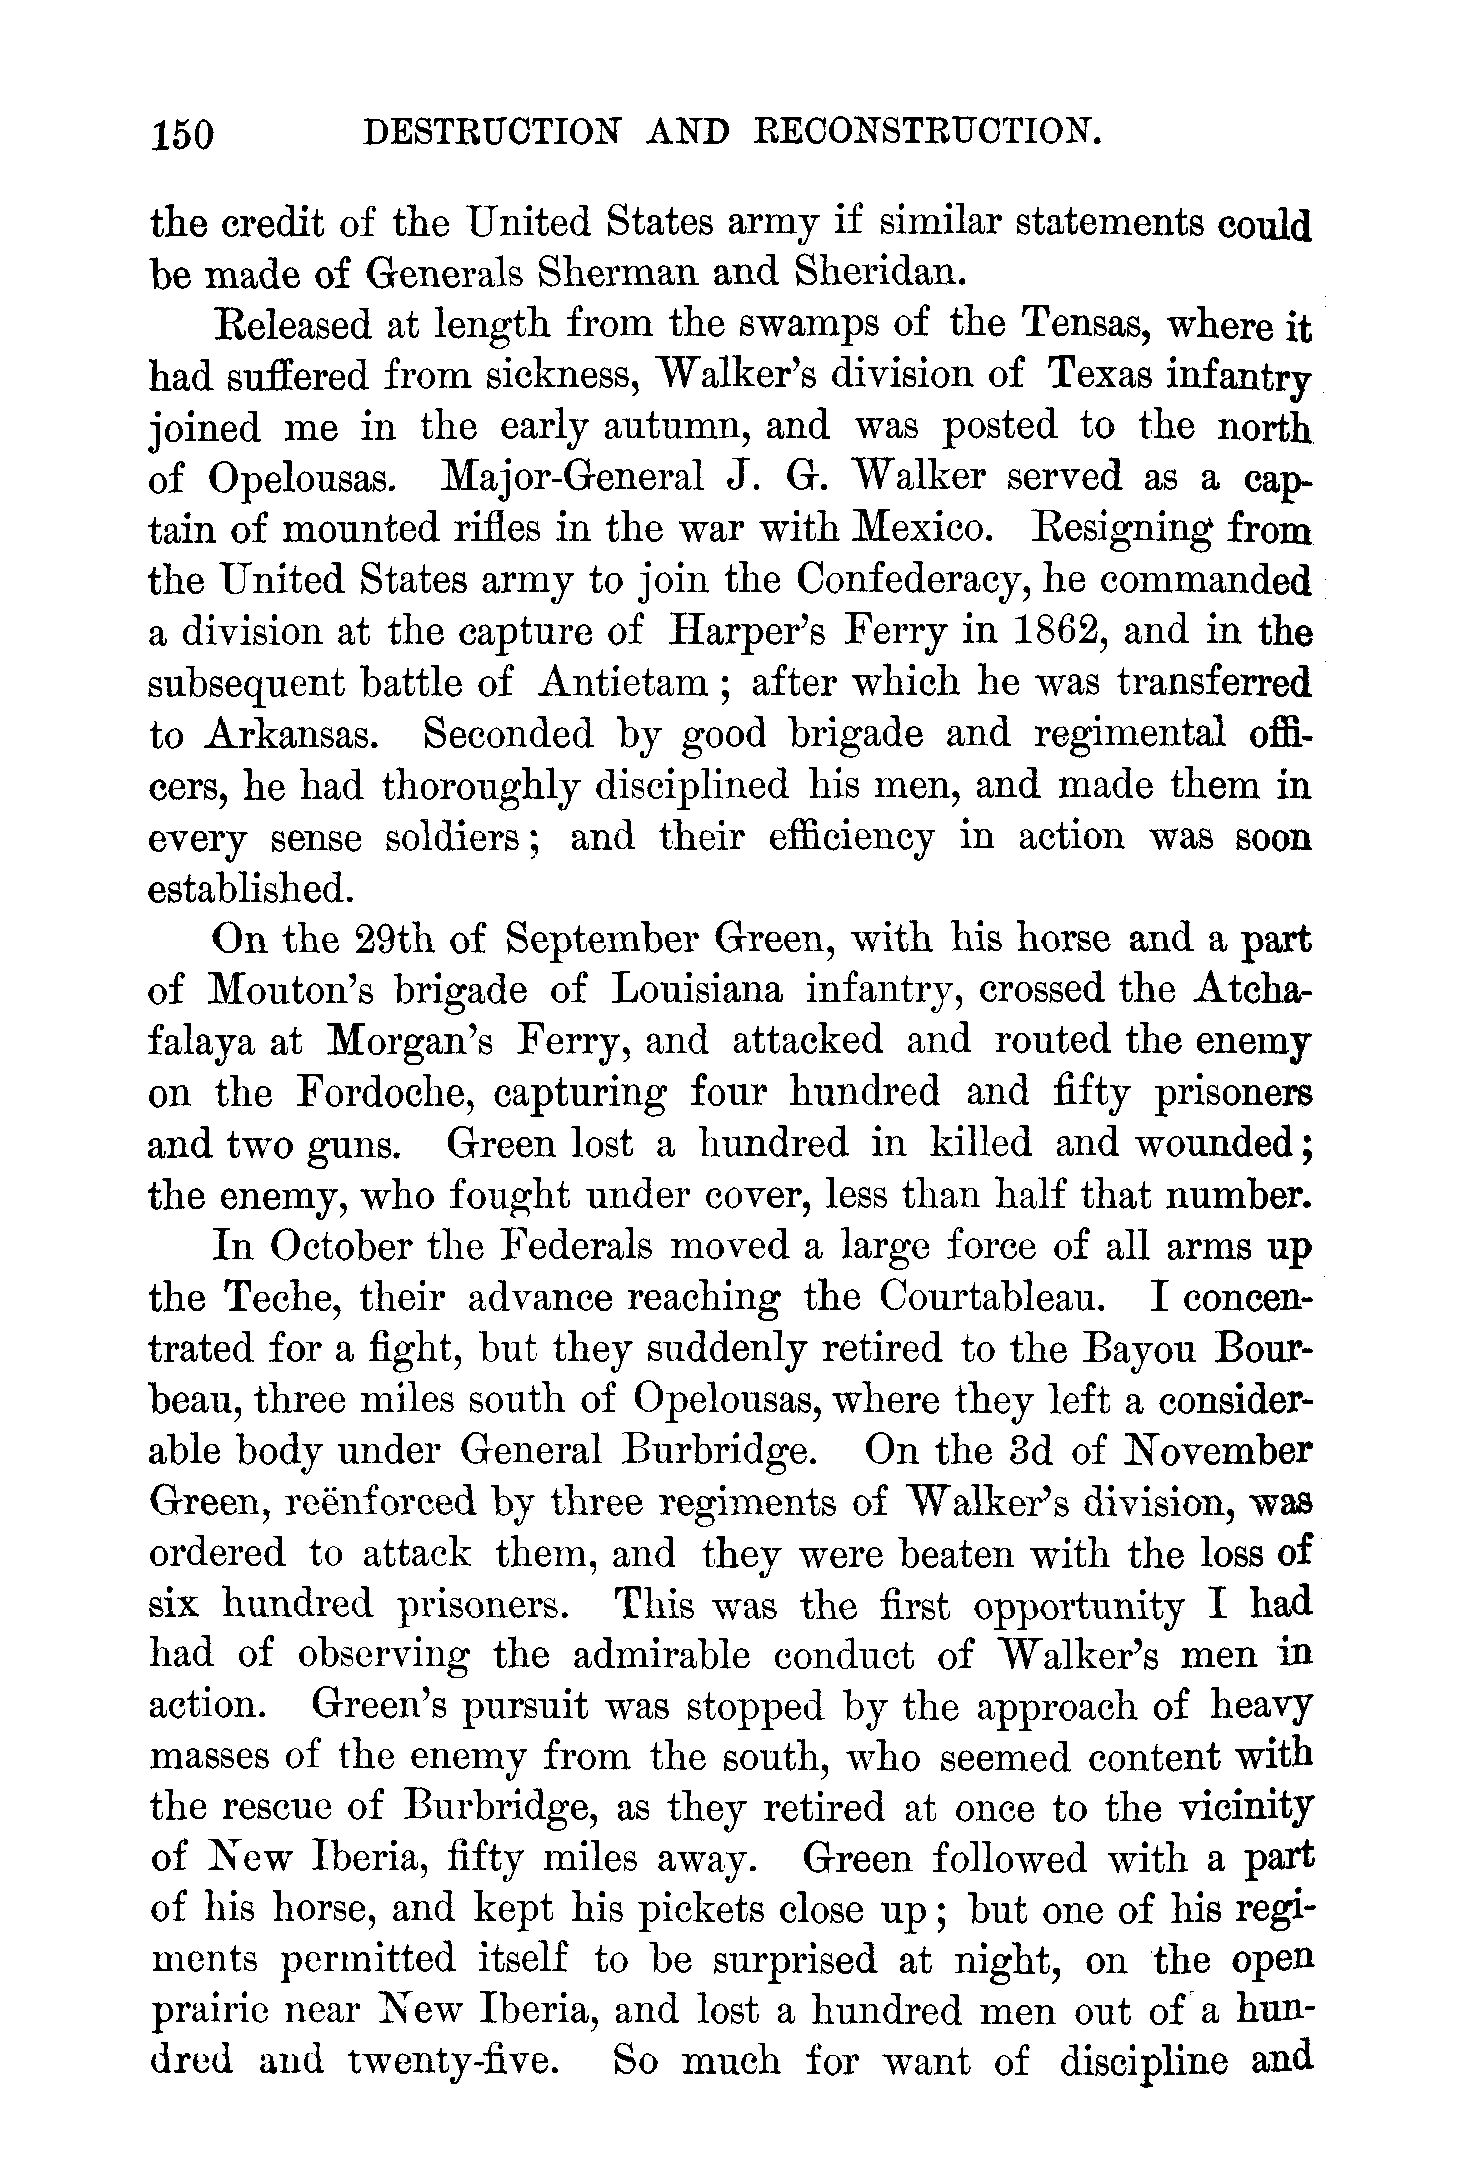 150 DESTRUCTION AND RECONSTRUCTION.
the credit of the United States army if similar statements could
be made of Generals Sherman and Sheridan.
Released at length from the swamps of the Tensas, where it
had suffered from sickness, Walker's division of Texas infantry
joined me in the early autumn, and was posted to the north
of Opelousas. Major-General J. G. Walker served as a cap-
tain of mounted rifles in the war with Mexico. Resigning from
the United States army to join the Confederacy, he commanded
a division at the capture of Harper's Ferry in 1862, and in the
subsequent battle of Antietam; after which he was transferred
to Arkansas. Seconded by good brigade and regimental offi-
cers, he had thoroughly disciplined his men, and made them in
every sense soldiers; and their efficiency in action was soon
established.
On the 29th of September Green, with his horse and a part
of Mouton's brigade of Louisiana infantry, crossed the Atcha-
falaya at Morgan's Ferry, and attacked and routed the enemy
on the Fordoche, capturing four hundred and fifty prisoners
and two guns. Green lost a hundred in killed and wounded;
the enemy, who fought under cover, less than half that number.
In October the Federals moved a large force of all arms up
the Teche, their advance reaching the Courtableau. I concen-
trated for a fight, but they suddenly retired to the Bayou Bour-
beau, three miles south of Opelousas, where they left a consider-
able body under General Burbridge. On the 3d of November
Green, reënforced by three regiments of Walker's division, was
ordered to attack them, and they were beaten with the loss of
six hundred prisoners. This was the first opportunity I had
had of observing the admirable conduct of Walker's men in
action. Green's pursuit was stopped by the approach of heavy
masses of the enemy from the south, who seemed content with
the rescue of Burbridge, as they retired at once to the vicinity
of New Iberia, fifty miles away. Green followed with a part
of his horse, and kept his pickets close up; but one of his regi-
ments permitted itself to be surprised at night, on the open
prairie near New Iberia, and lost a hundred men out of a hun-
dred and twenty-five. So much for want of discipline and